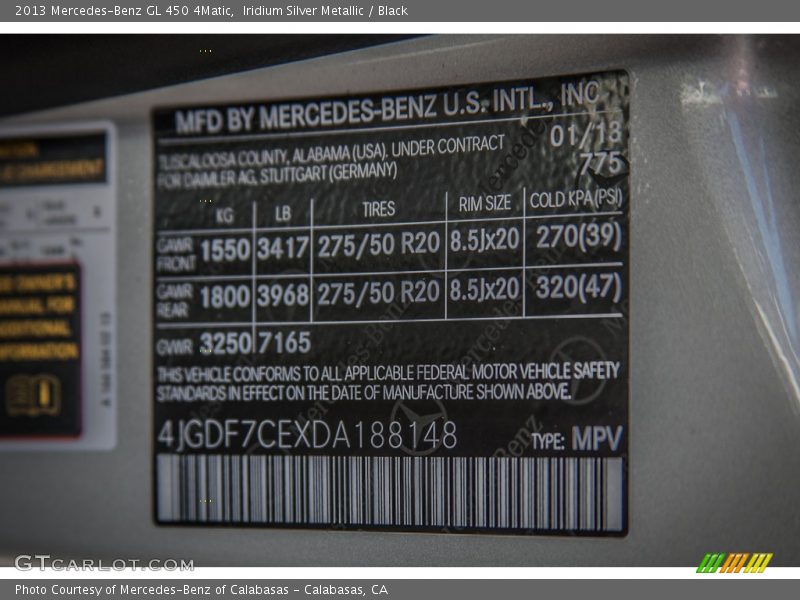 2013 Mercedes-Benz GL 450 4Matic, Iridium Silver Metallic / Black
MFD BY MERCEDES-BENZ U.S. INTL., INC
01/13
TUSCALOOSA COUNTY, ALABAMA (USA). UNDER CONTRACT
775
FOR DAIMLER AG, STUTTGART (GERMANY)
KG LB TIRES RIM SIZE COLD KPA (PSI)
GAWR FRONT 1550 3417 275/50 R20 8.5Jx20 270(39)
GAWR REAR 1800 3968 275/50 R20 8.5Jx20 320(47)
GVWR 3250 7165
THIS VEHICLE CONFORMS TO ALL APPLICABLE FEDERAL MOTOR VEHICLE SAFETY
STANDARDS IN EFFECT ON THE DATE OF MANUFACTURE SHOWN ABOVE.
4JGDF7CEXDA188148 TYPE: MPV
GTCARLOT.COM
Photo Courtesy of Mercedes-Benz of Calabasas - Calabasas, CA